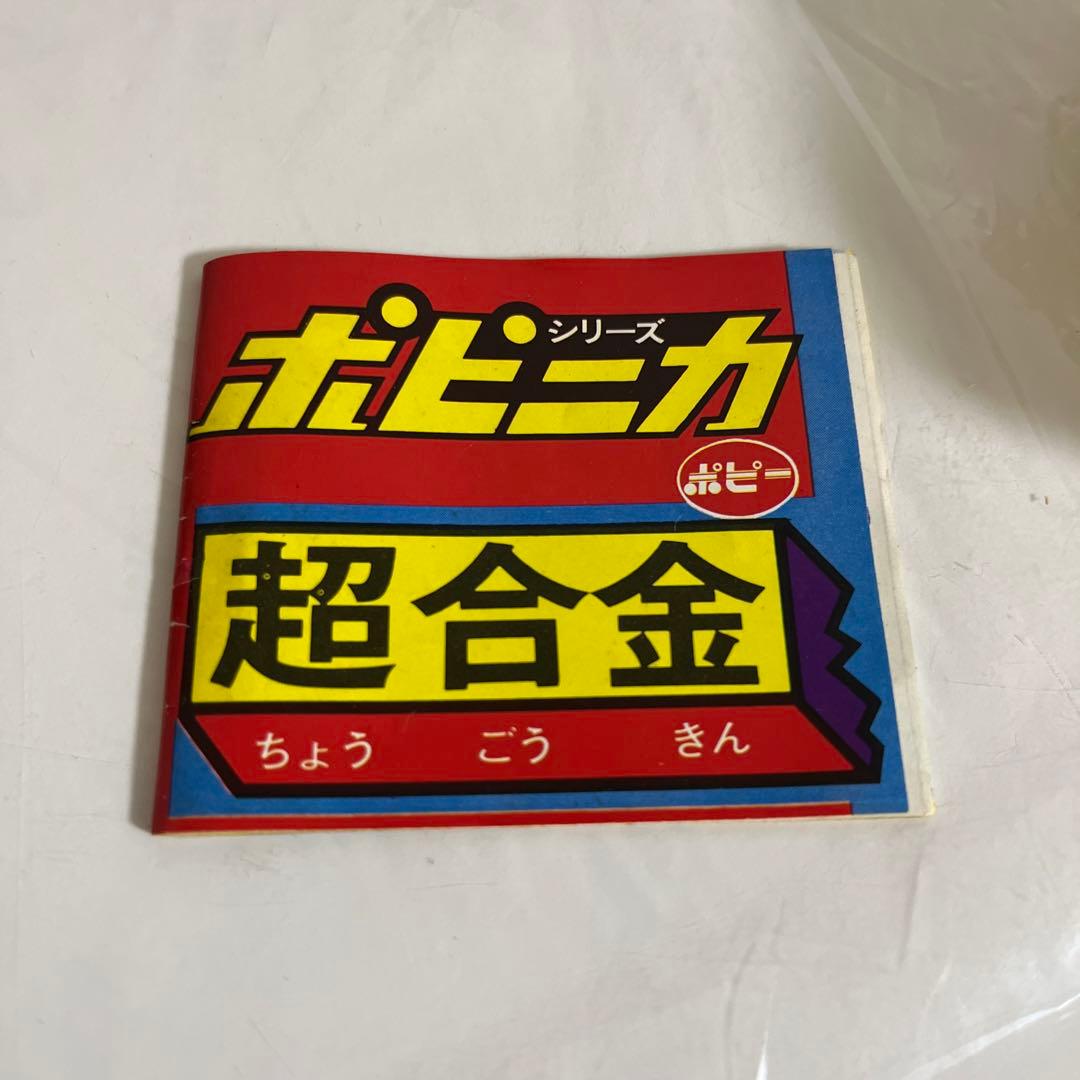 シリーズ
ポピニカ
ポピー
超合金
ちょう ごう きん